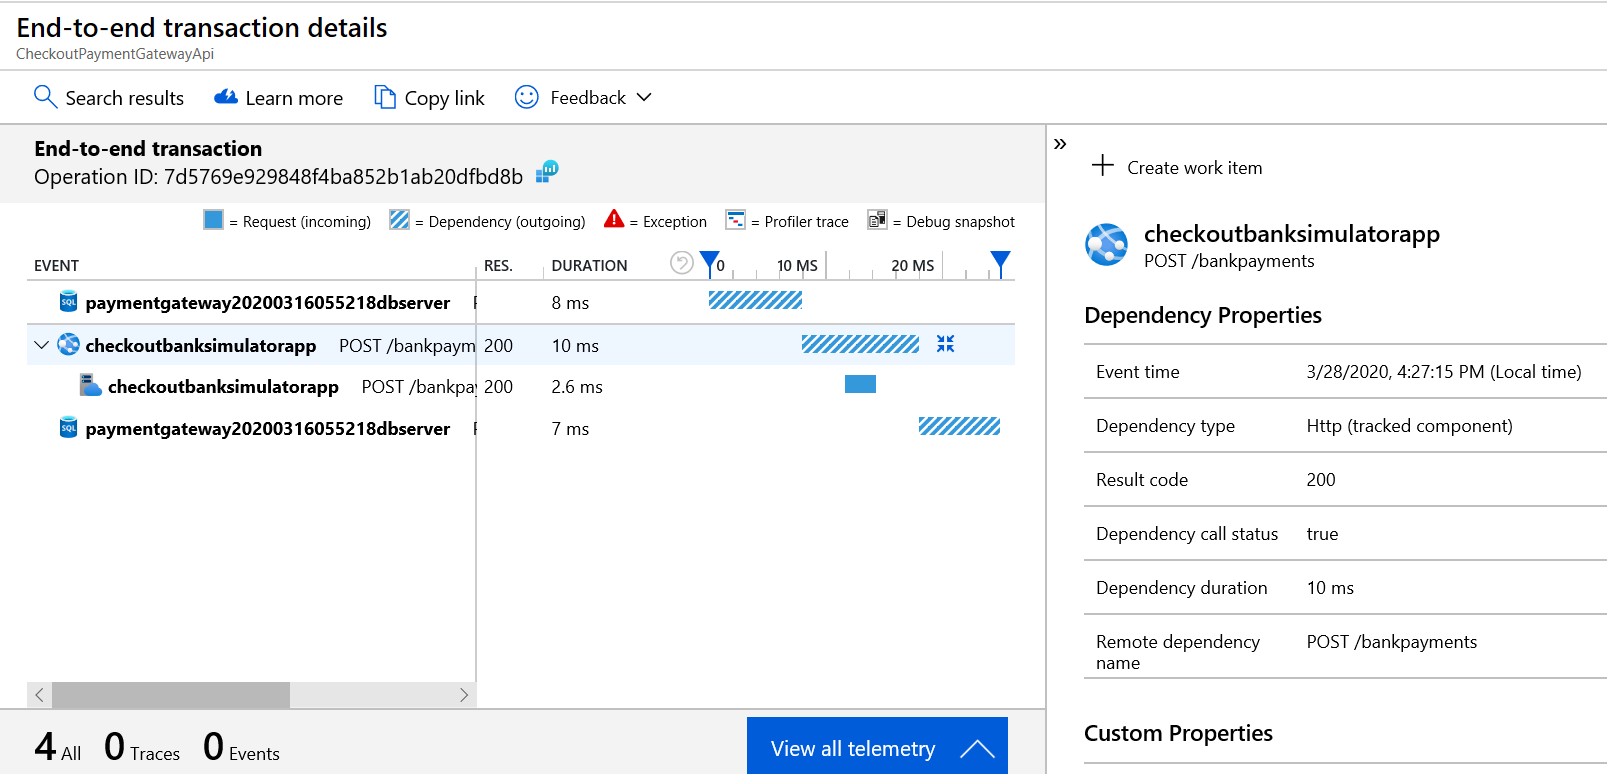 End-to-end transaction details
CheckoutPaymentGatewayApi
Search results Learn more Copy link Feedback
End-to-end transaction
Operation ID: 7d5769e929848f4ba852b1ab20dfbd8b
= Request (incoming) = Dependency (outgoing) = Exception = Profiler trace = Debug snapshot
EVENT RES. DURATION 0 10 MS 20 MS
SQL paymentgateway20200316055218dbserver 8 ms
checkoutbanksimulatorapp POST /bankpaym 200 10 ms
checkoutbanksimulatorapp POST /bankpa 200 2.6 ms
SQL paymentgateway20200316055218dbserver 7 ms
4 All 0 Traces 0 Events
View all telemetry
»
Create work item
checkoutbanksimulatorapp
POST /bankpayments
Dependency Properties
Event time 3/28/2020, 4:27:15 PM (Local time)
Dependency type Http (tracked component)
Result code 200
Dependency call status true
Dependency duration 10 ms
Remote dependency name POST /bankpayments
Custom Properties